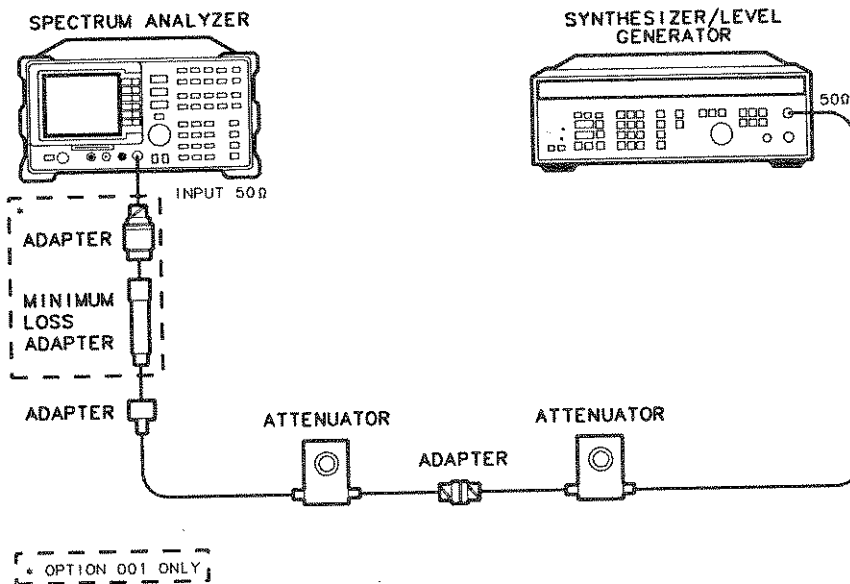 SPECTRUM ANALYZER
SYNTHESIZER/LEVEL
GENERATOR
50Ω
INPUT 50Ω
*
ADAPTER
MINIMUM
LOSS
ADAPTER
ADAPTER
ATTENUATOR
ADAPTER
ATTENUATOR
* OPTION 001 ONLY